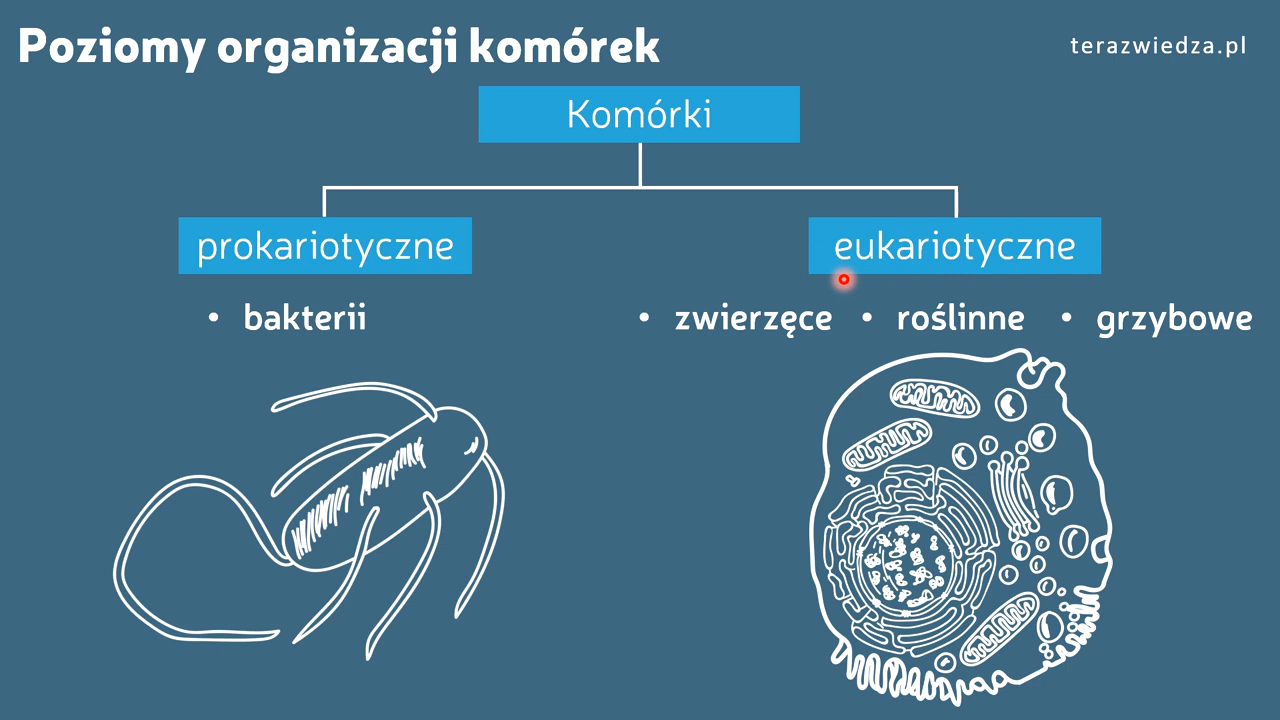 Poziomy organizacji komórek
terazwiedza.pl
Komórki
prokariotyczne
eukariotyczne
• bakterii
• zwierzęce • roślinne • grzybowe